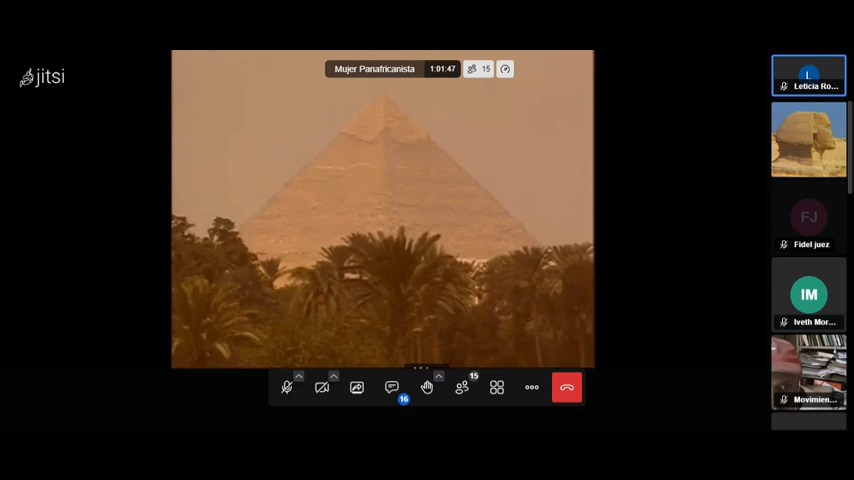 jitsi
Mujer Panafricanista 1:01:47 15
L
Leticia Ro...
FJ
Fidel juez
IM
Iveth Mor...
Movimien...
15
16